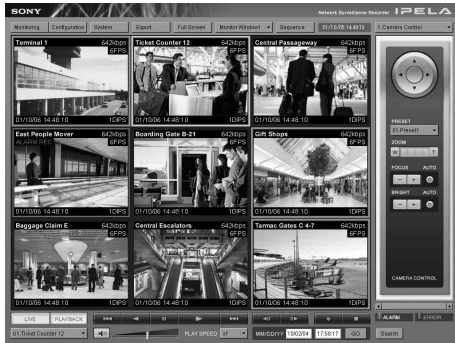 SONY
Network Surveillance Recorder IPELA
Monitoring Configuration System Export Full Screen Monitor Window1 Sequence 01/10/06 14:48:10 1:Camera Control
Terminal 1 642kbps
6FPS
01/10/06 14:48:10 1DIPS
Ticket Counter 12 642kbps
6FPS
01/10/06 14:48:10 1DIPS
Central Passageway 642kbps
6FPS
01/10/06 14:48:10 1DIPS
East People Mover 642kbps
ALARM REC 6FPS
01/10/06 14:48:10 1DIPS
Boarding Gate B-21 642kbps
6FPS
01/10/06 14:48:10 1DIPS
Gift Shops 642kbps
6FPS
01/10/06 14:48:10 1DIPS
Baggage Claim E 642kbps
6FPS
01/10/06 14:48:10 1DIPS
Central Escalators 642kbps
6FPS
01/10/06 14:48:10 1DIPS
Tarmac Gates C 4-7 642kbps
6FPS
01/10/06 14:48:10 1DIPS
PRESET
01.Preset1
ZOOM
W T
FOCUS AUTO
- +
BRIGHT AUTO
- +
CAMERA CONTROL
LIVE PLAYBACK
ALARM ERROR
01.Ticket Counter 12 PLAY SPEED x1 MM/DD/YY 10/02/04 17:58:17 GO Search